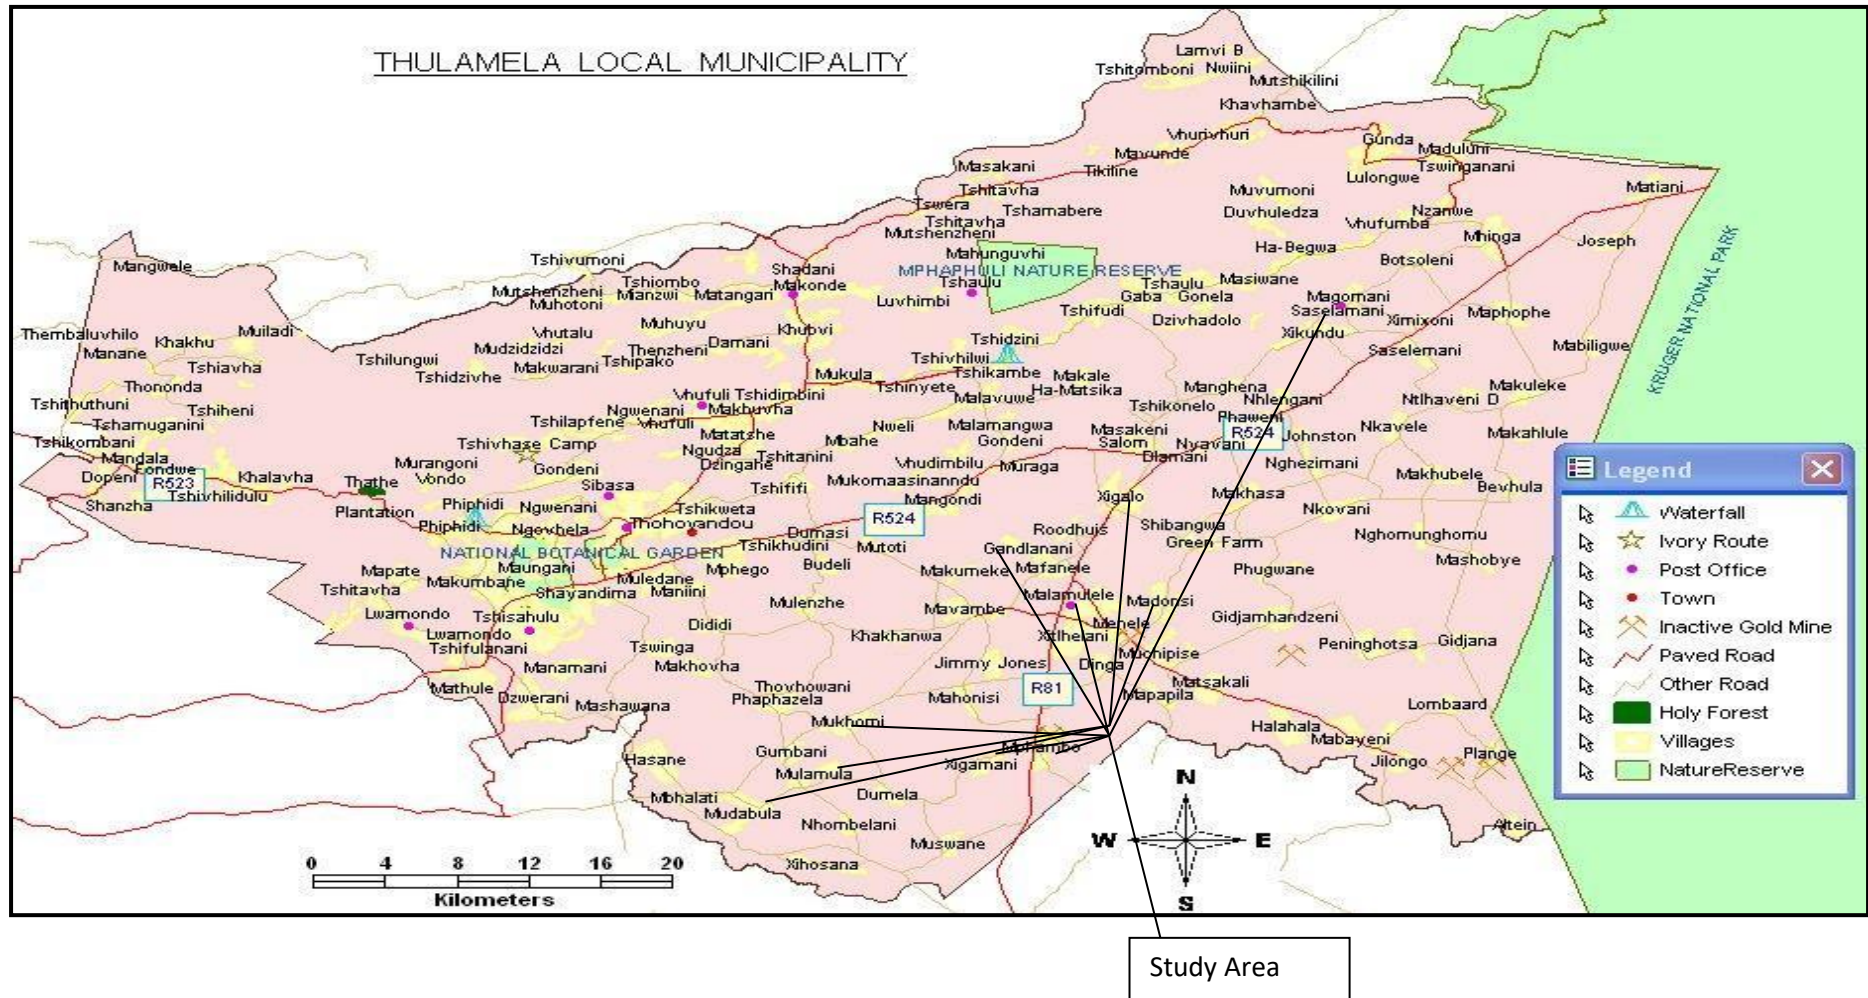 THULAMELA LOCAL MUNICIPALITY
Lamvi B
Tshitomboni Nwiini
Mutshikilini
Khavhambe
Vhurivhuri
Gunda
Maduluni
Mavunde
Tswinganani
Masakani
Tikiline
Lulongwe
Matiani
Tshitavha
Muvumoni
Tswera
Tshamabere
Duvhuledza
Nzanwe
Tshitavha
Vhufumba
Mutshenzheni
Mhinga
Joseph
Ha-Begwa
Mahunguvhi
Botsoleni
Tshivumoni
Mangwele
Shadani
MPHAPHULI NATURE RESERVE
KRUGER NATIONAL PARK
Tshiombo
Makonde
Tshaulu
Tshaulu
Masiwane
Mutshenzheni
Mianzwi
Matangari
Luvhimbi
Gaba
Gonela
Magomani
Muhotoni
Tshifudi
Saselamani
Maphophe
Dzivhadolo
Ximixoni
Muhuyu
Khubvi
Xikundu
Thembaluvhilo
Muiladi
Vhutalu
Damani
Tshidzini
Khakhu
Mudzidzidzi
Thenzheni
Mabiligwe
Manane
Tshilungwi
Tshipako
Tshivhilwi
Saselemani
Tshiavha
Makwarani
Mukula
Tshikambe
Makale
Tshidzivhe
Thononda
Tshinyete
Ha-Matsika
Manghena
Makuleke
Vhufuli
Tshidimbini
Malavuwe
Nhlengani
Ntlhaveni D
Tshithuthuni
Tshiheni
Ngwenani
Makhuvha
Tshikonelo
Phaweni
Tshamuganini
Tshilapfene
Vhufuli
Nweli
Malamangwa
Masakeni
R524
Johnston
Nkavele
Makahlule
Tshikombani
Tshivhase Camp
Matatshe
Mbahe
Gondeni
Salom
Nyavani
Mandala
Ngudza
Tshitanini
Dlamani
Fondwe
Murangoni
Gondeni
Dzingahe
Vhudimbilu
Muraga
Nghezimani
Dopeni
R523
Khalavha
Thathe
Vondo
Sibasa
Tshififi
Mukomaasinanndu
Makhubele
Bevhula
Tshivhilidulu
Mangondi
Xigalo
Makhasa
Shanzha
Plantation
Phiphidi
Ngwenani
Tshikweta
R524
Nkovani
Phiphidi
Ngovhela
Thohoyandou
Dumasi
Roodhuis
Shibangwa
Nghomunghomu
NATIONAL BOTANICAL GARDEN
Tshikhudini
Mutoti
Gandlanani
Green Farm
Mapate
Maungani
Mphego
Budeli
Makumeke
Mafanele
Phugwane
Mashobye
Makumbane
Muledane
Tshitavha
Shayandima
Maniini
Mulenzhe
Malamulele
Madonsi
Lwamondo
Tshisahulu
Mavambe
Menele
Gidjamhandzeni
Dididi
Lwamondo
Khakhanwa
Xitlhelani
Peninghotsa
Gidjana
Tshifulanani
Tswinga
Muchipise
Manamani
Makhovha
Jimmy Jones
Dinga
Mathule
Thovhowani
R81
Matsakali
Dzwerani
Phaphazela
Mahonisi
Mapapila
Lombaard
Mashawana
Mukhomi
Halahala
Mphambo
Mabayeni
Plange
Gumbani
Hasane
Xigamani
Jilongo
Mulamula
Mbhalati
Dumela
Mudabula
Nhombelani
Altein
Muswane
Xihosana
Legend
Waterfall
Ivory Route
Post Office
Town
Inactive Gold Mine
Paved Road
Other Road
Holy Forest
Villages
NatureReserve
N
W E
S
0 4 8 12 16 20
Kilometers
Study Area